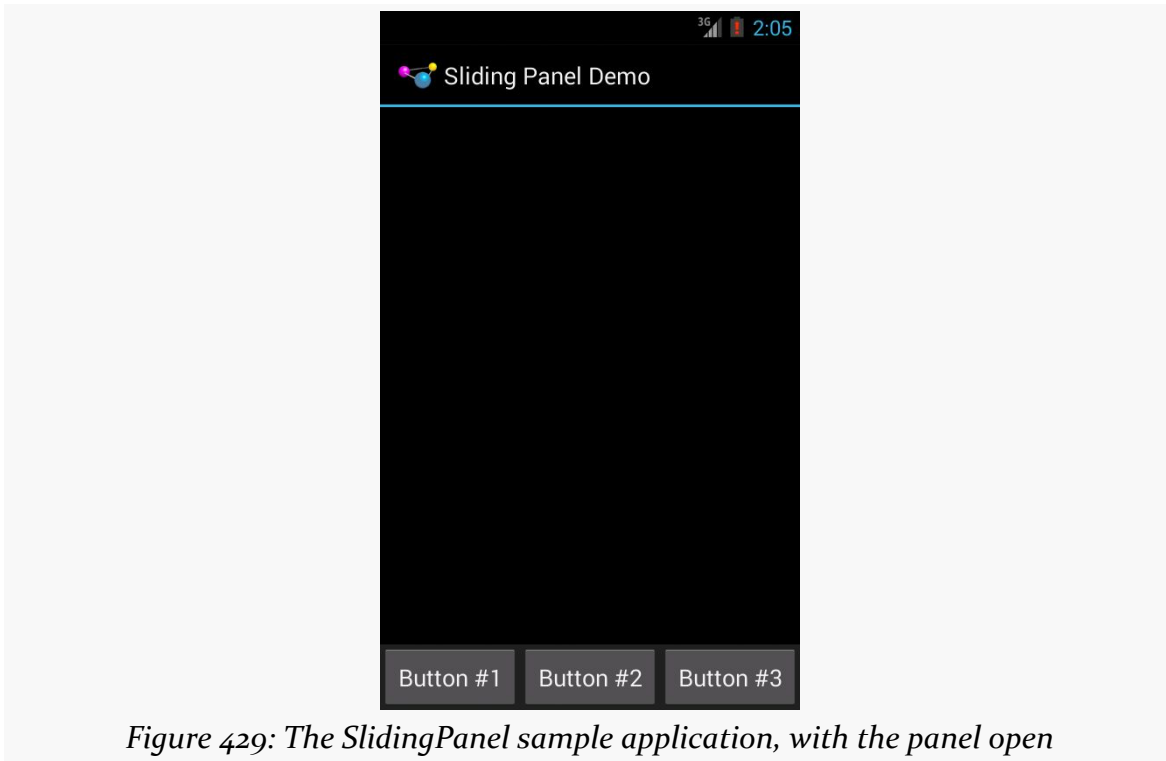 3G 2:05
Sliding Panel Demo
Button #1 Button #2 Button #3
Figure 429: The SlidingPanel sample application, with the panel open